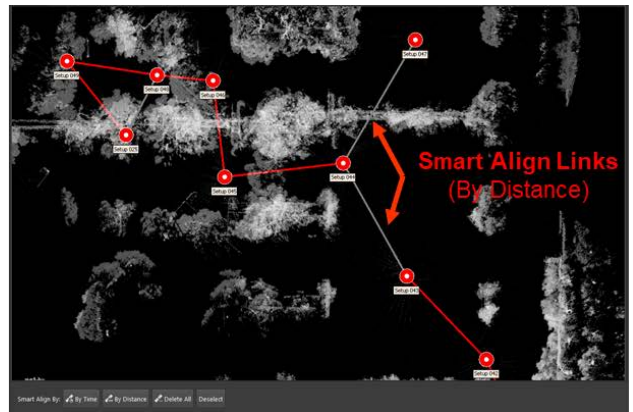 Setup 047
Setup 049
Setup 048
Setup 046
Setup 025
Smart Align Links
(By Distance)
Setup 044
Setup 045
Setup 043
Setup 042
Smart Align By: By Time By Distance Delete All Deselect